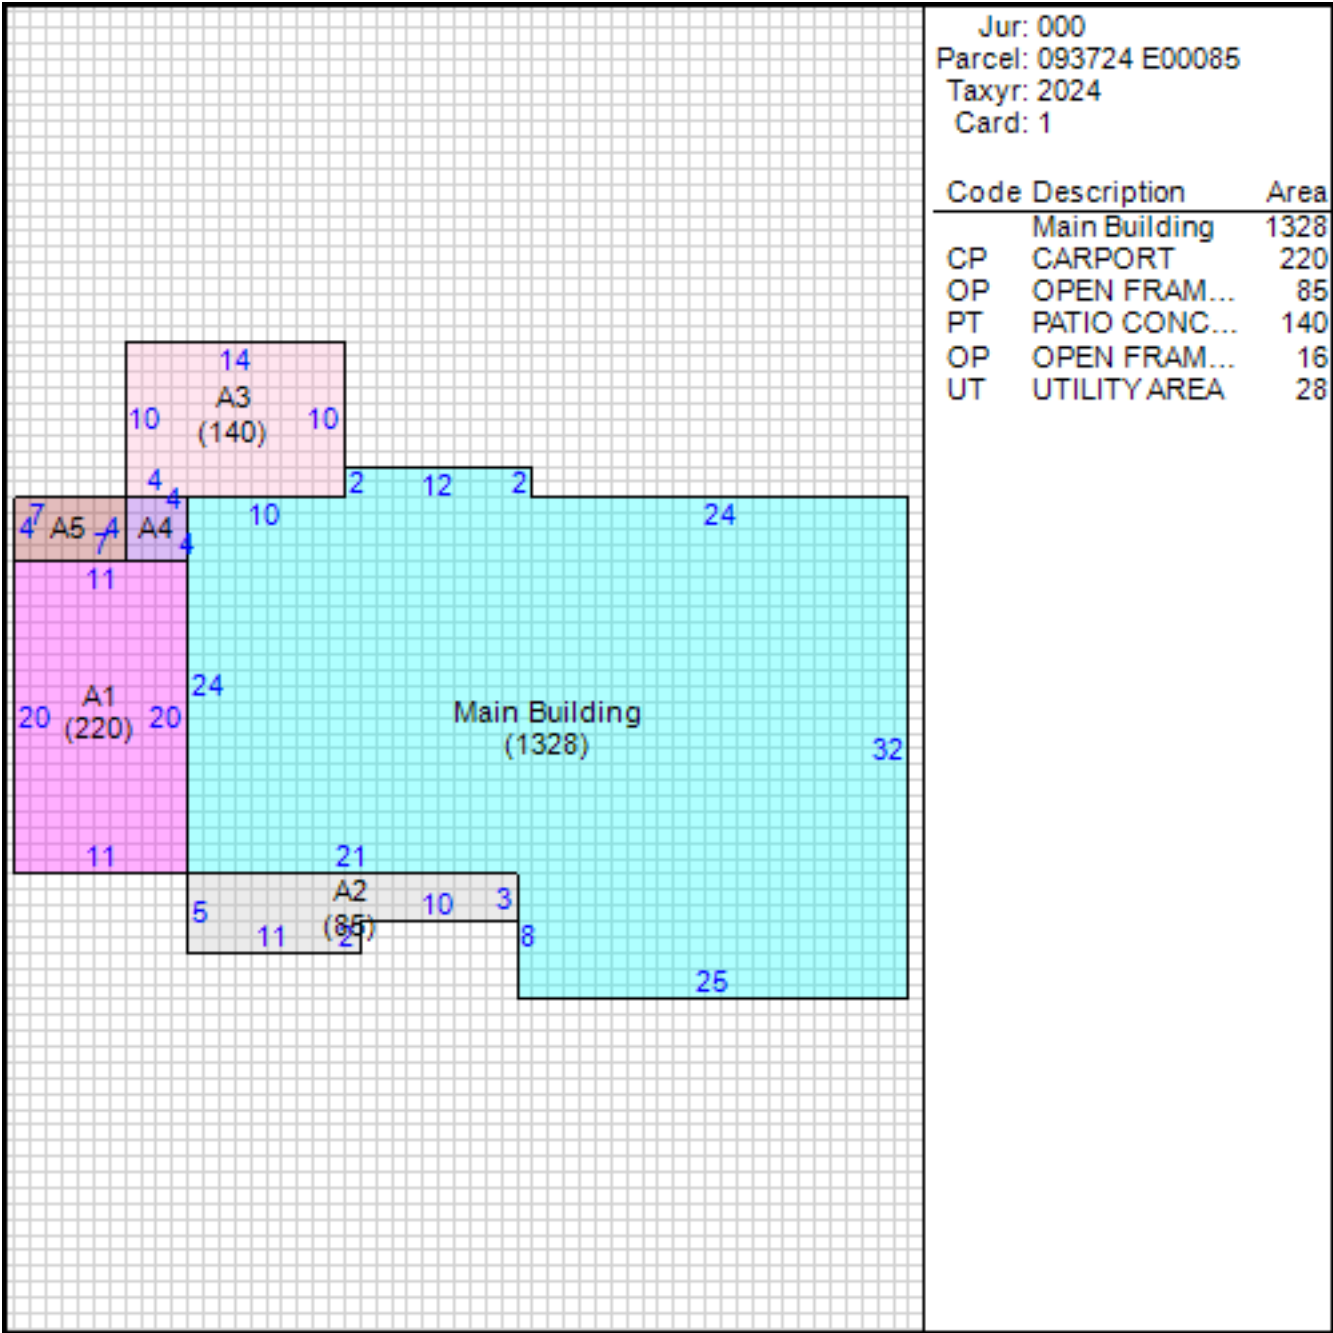 Jur: 000
Parcel: 093724 E00085
Taxyr: 2024
Card: 1
Code Description Area
Main Building 1328
CP CARPORT 220
OP OPEN FRAM... 85
PT PATIO CONC... 140
OP OPEN FRAM... 16
UT UTILITY AREA 28
14
A3
10 10
(140)
4
2 12 2
4
7
10 24
4 A5 4 A4
7 4
11
24
A1
20 20
(220)
Main Building
(1328)
32
11 21
A2
5 10 3
(85)
11 2 8
25